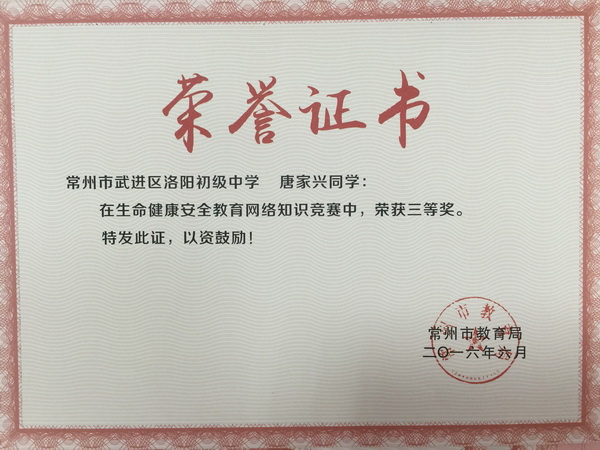 荣誉证书
常州市武进区洛阳初级中学 唐家兴同学：
在生命健康安全教育网络知识竞赛中，荣获三等奖。
特发此证，以资鼓励！
常州市教育局
二〇一六年六月